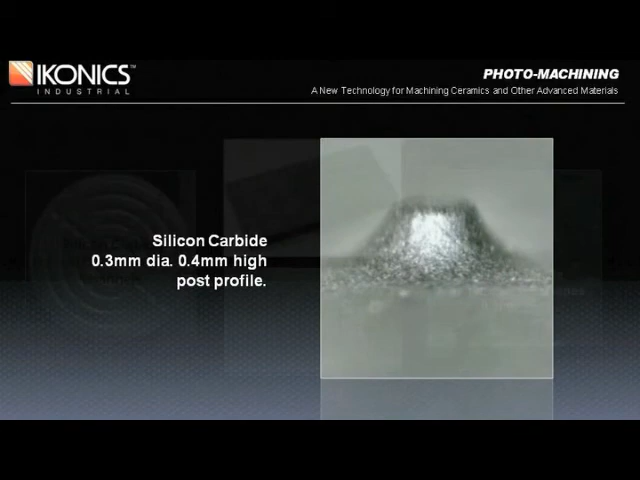 IKONICS™
INDUSTRIAL
PHOTO-MACHINING
A New Technology for Machining Ceramics and Other Advanced Materials
Silicon Carbide
0.3mm dia. 0.4mm high
post profile.